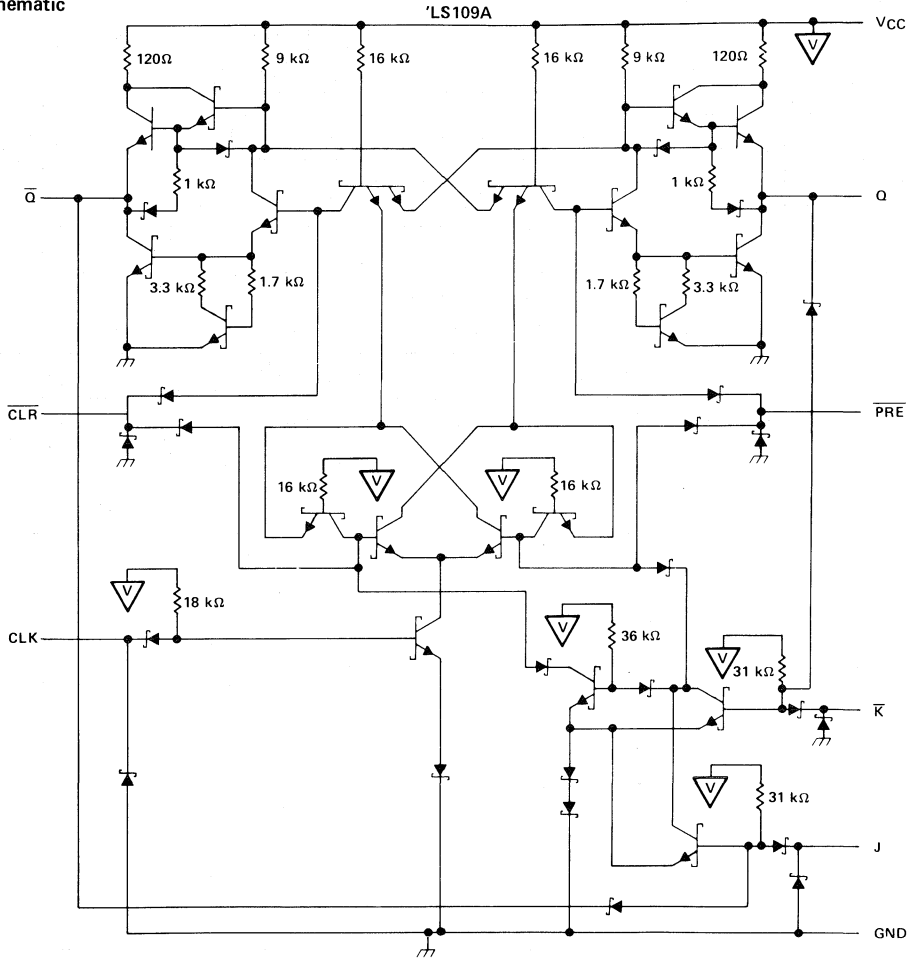 hematic
'LS109A
VCC
V
120Ω
9 kΩ
16 kΩ
16 kΩ
9 kΩ
120Ω
1 kΩ
1 kΩ
Q̅
Q
3.3 kΩ
1.7 kΩ
1.7 kΩ
3.3 kΩ
C̅L̅R̅
P̅R̅E̅
16 kΩ
V
V
16 kΩ
V
18 kΩ
CLK
V
36 kΩ
V
31 kΩ
K̅
V
31 kΩ
J
GND